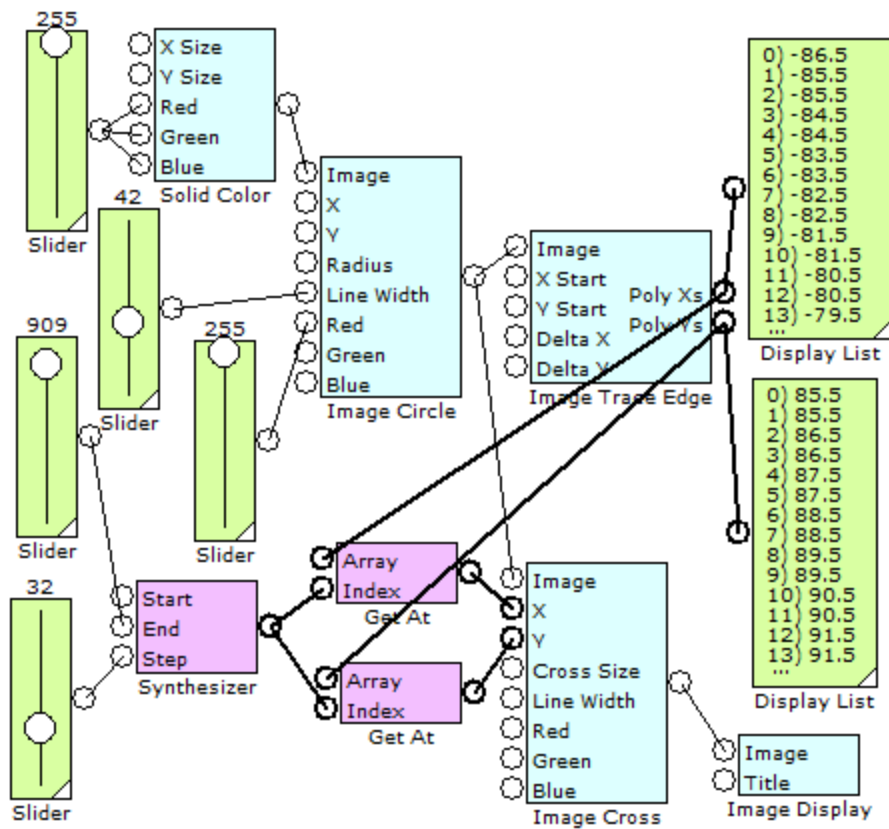 255
X Size
Y Size
Red
Green
Blue
Solid Color
Slider
42
Slider
Image
X
Y
Radius
Line Width
Red
Green
Blue
Image Circle
255
Slider
909
Slider
Image
X Start
Y Start
Delta X
Delta Y
Poly Xs
Poly Ys
Image Trace Edge
0) -86.5
1) -85.5
2) -85.5
3) -84.5
4) -84.5
5) -83.5
6) -83.5
7) -82.5
8) -82.5
9) -81.5
10) -81.5
11) -80.5
12) -80.5
13) -79.5
...
Display List
0) 85.5
1) 85.5
2) 86.5
3) 86.5
4) 87.5
5) 87.5
6) 88.5
7) 88.5
8) 89.5
9) 89.5
10) 90.5
11) 90.5
12) 91.5
13) 91.5
...
Display List
32
Slider
Start
End
Step
Synthesizer
Array
Index
Get At
Array
Index
Get At
Image
X
Y
Cross Size
Line Width
Red
Green
Blue
Image Cross
Image
Title
Image Display